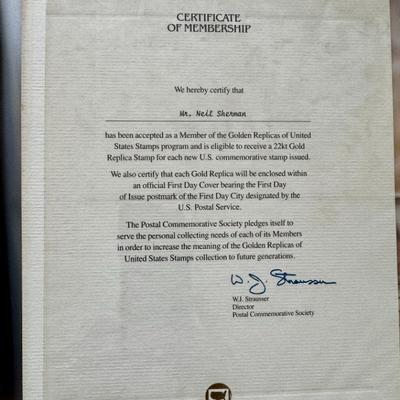 CERTIFICATE
OF MEMBERSHIP
We hereby certify that
Mr. Neil Sherman
has been accepted as a Member of the Golden Replicas of United
States Stamps program and is eligible to receive a 22kt Gold
Replica Stamp for each new U.S. commemorative stamp issued.
We also certify that each Gold Replica will be enclosed within
an official First Day Cover bearing the First Day
of Issue postmark of the First Day City designated by the
U.S. Postal Service.
The Postal Commemorative Society pledges itself to
serve the personal collecting needs of each of its Members
in order to increase the meaning of the Golden Replicas of
United States Stamps collection to future generations.
W. J. Strausser
W.J. Strausser
Director
Postal Commemorative Society